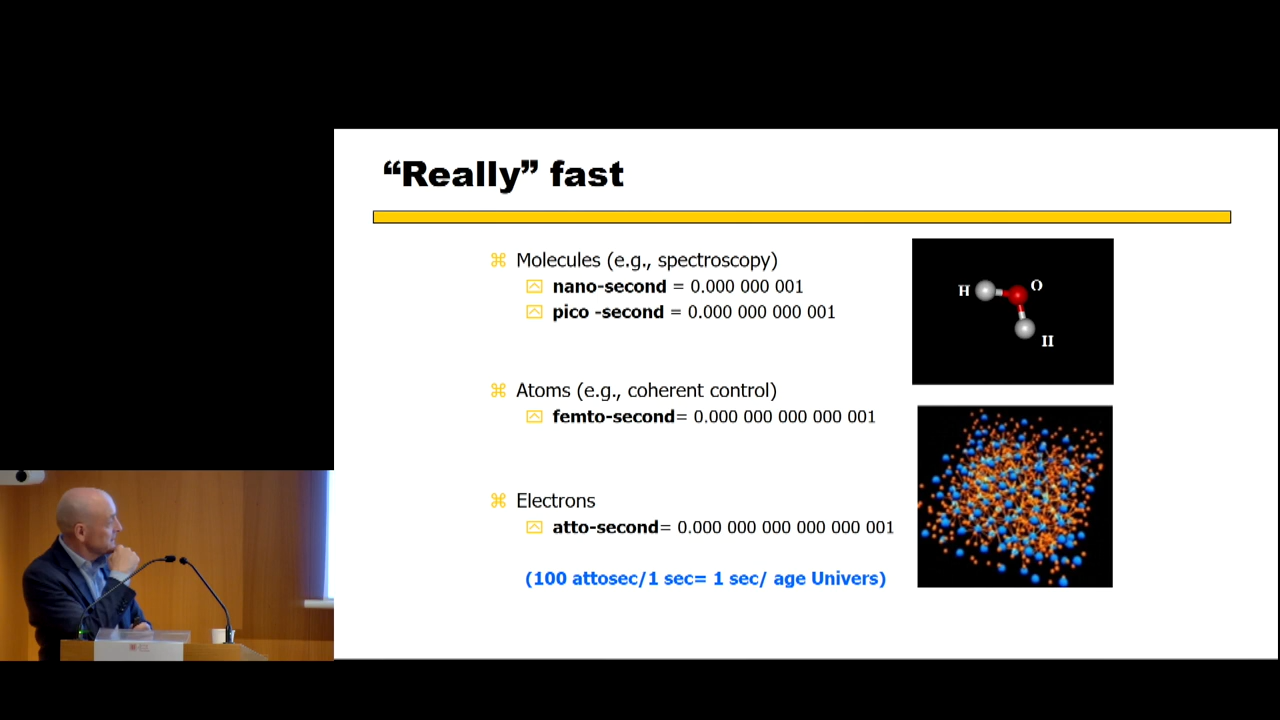 “Really” fast
Molecules (e.g., spectroscopy)
nano-second = 0.000 000 001
pico -second = 0.000 000 000 001
Atoms (e.g., coherent control)
femto-second= 0.000 000 000 000 001
Electrons
atto-second= 0.000 000 000 000 000 001
(100 attosec/1 sec= 1 sec/ age Univers)
H
O
H